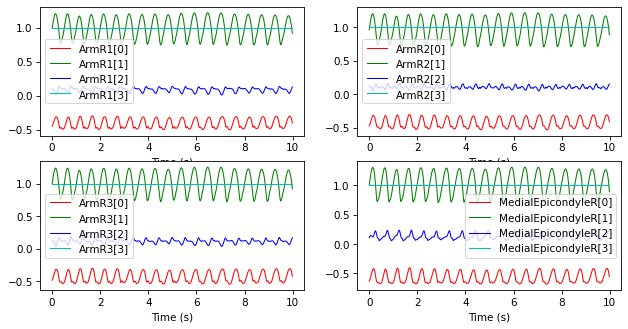 1.0
0.5
0.0
−0.5
ArmR1[0]
ArmR1[1]
ArmR1[2]
ArmR1[3]
0 2 4 6 8 10
Time (s)
1.0
0.5
0.0
−0.5
ArmR2[0]
ArmR2[1]
ArmR2[2]
ArmR2[3]
0 2 4 6 8 10
Time (s)
1.0
0.5
0.0
−0.5
ArmR3[0]
ArmR3[1]
ArmR3[2]
ArmR3[3]
0 2 4 6 8 10
Time (s)
1.0
0.5
0.0
−0.5
MedialEpicondyleR[0]
MedialEpicondyleR[1]
MedialEpicondyleR[2]
MedialEpicondyleR[3]
0 2 4 6 8 10
Time (s)